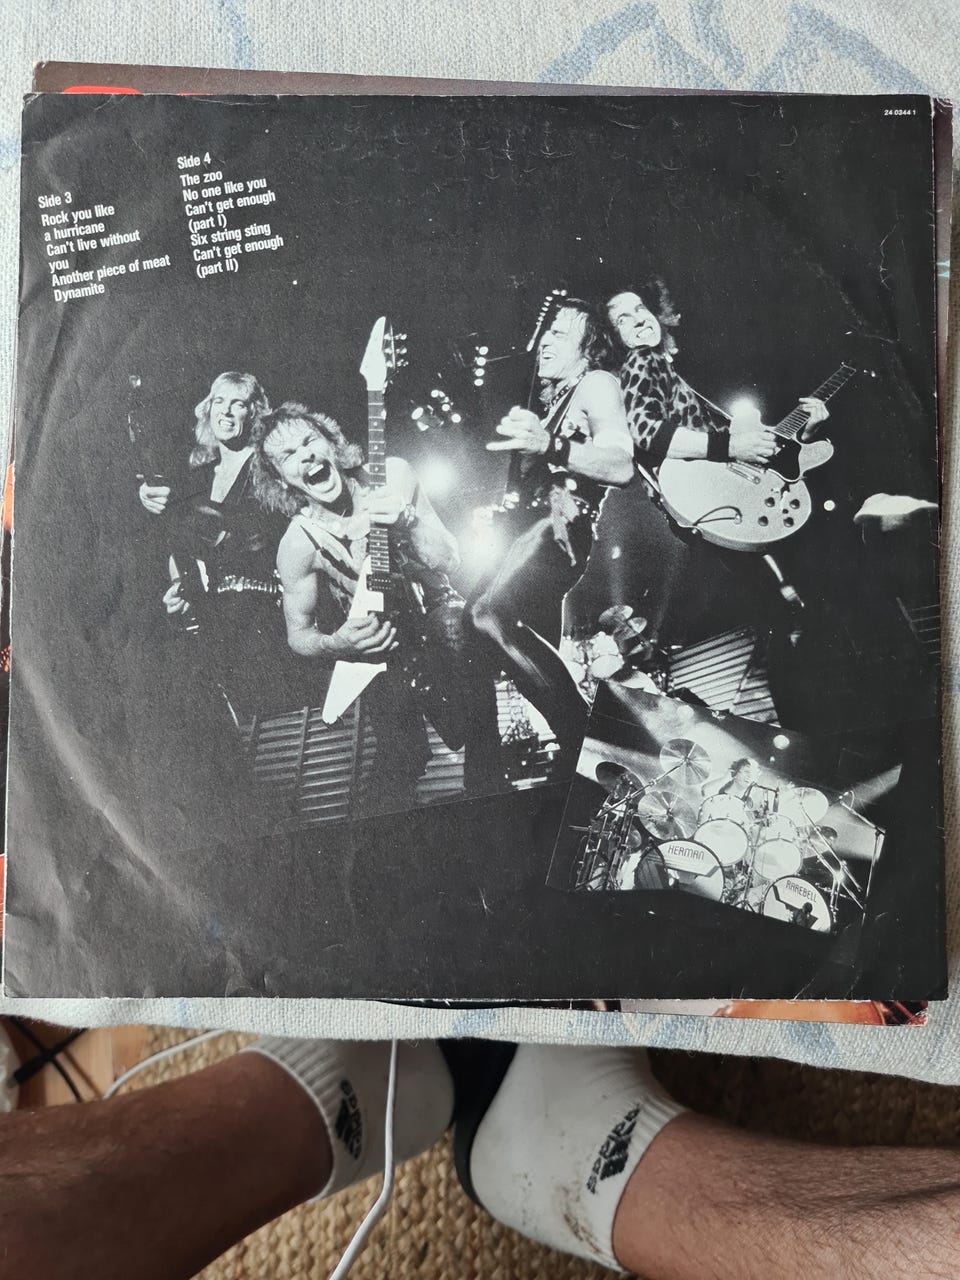 24 0344 1
Side 3
Rock you like
a hurricane
Can't live without
you
Another piece of meat
Dynamite
Side 4
The zoo
No one like you
Can't get enough
(part I)
Six string sting
Can't get enough
(part II)
HERMAN
RAREBELL
adidas
adidas